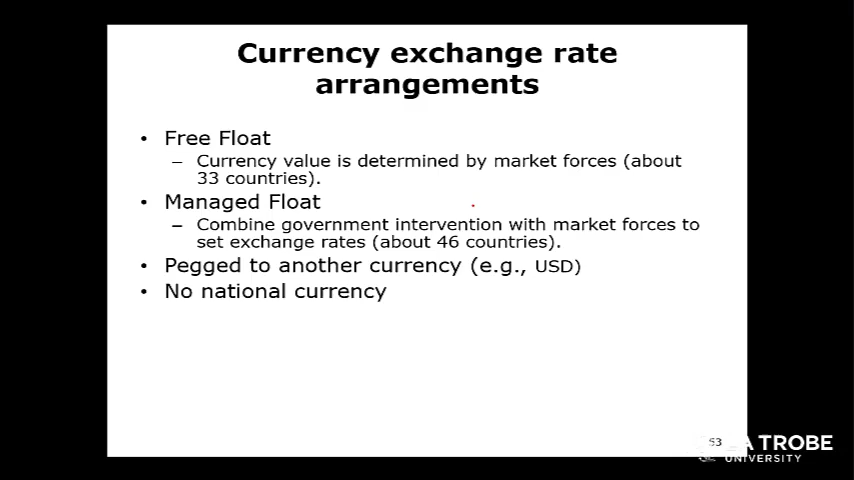 Currency exchange rate
arrangements
• Free Float
– Currency value is determined by market forces (about
33 countries).
• Managed Float
– Combine government intervention with market forces to
set exchange rates (about 46 countries).
• Pegged to another currency (e.g., USD)
• No national currency
53
TROBE
UNIVERSITY